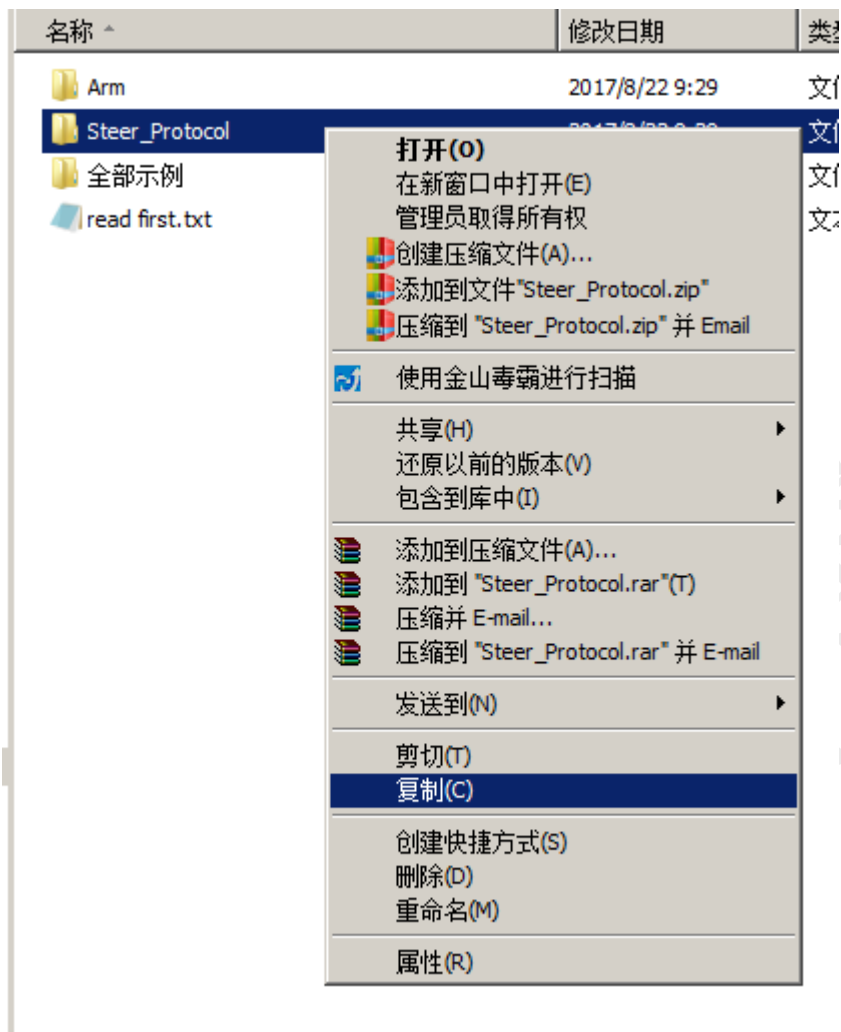 名称 修改日期
Arm 2017/8/22 9:29
Steer_Protocol
全部示例
read first.txt
打开(O)
在新窗口中打开(E)
管理员取得所有权
创建压缩文件(A)...
添加到文件"Steer_Protocol.zip"
压缩到 "Steer_Protocol.zip" 并 Email
使用金山毒霸进行扫描
共享(H)
还原以前的版本(V)
包含到库中(I)
添加到压缩文件(A)...
添加到 "Steer_Protocol.rar"(T)
压缩并 E-mail...
压缩到 "Steer_Protocol.rar" 并 E-mail
发送到(N)
剪切(T)
复制(C)
创建快捷方式(S)
删除(D)
重命名(M)
属性(R)